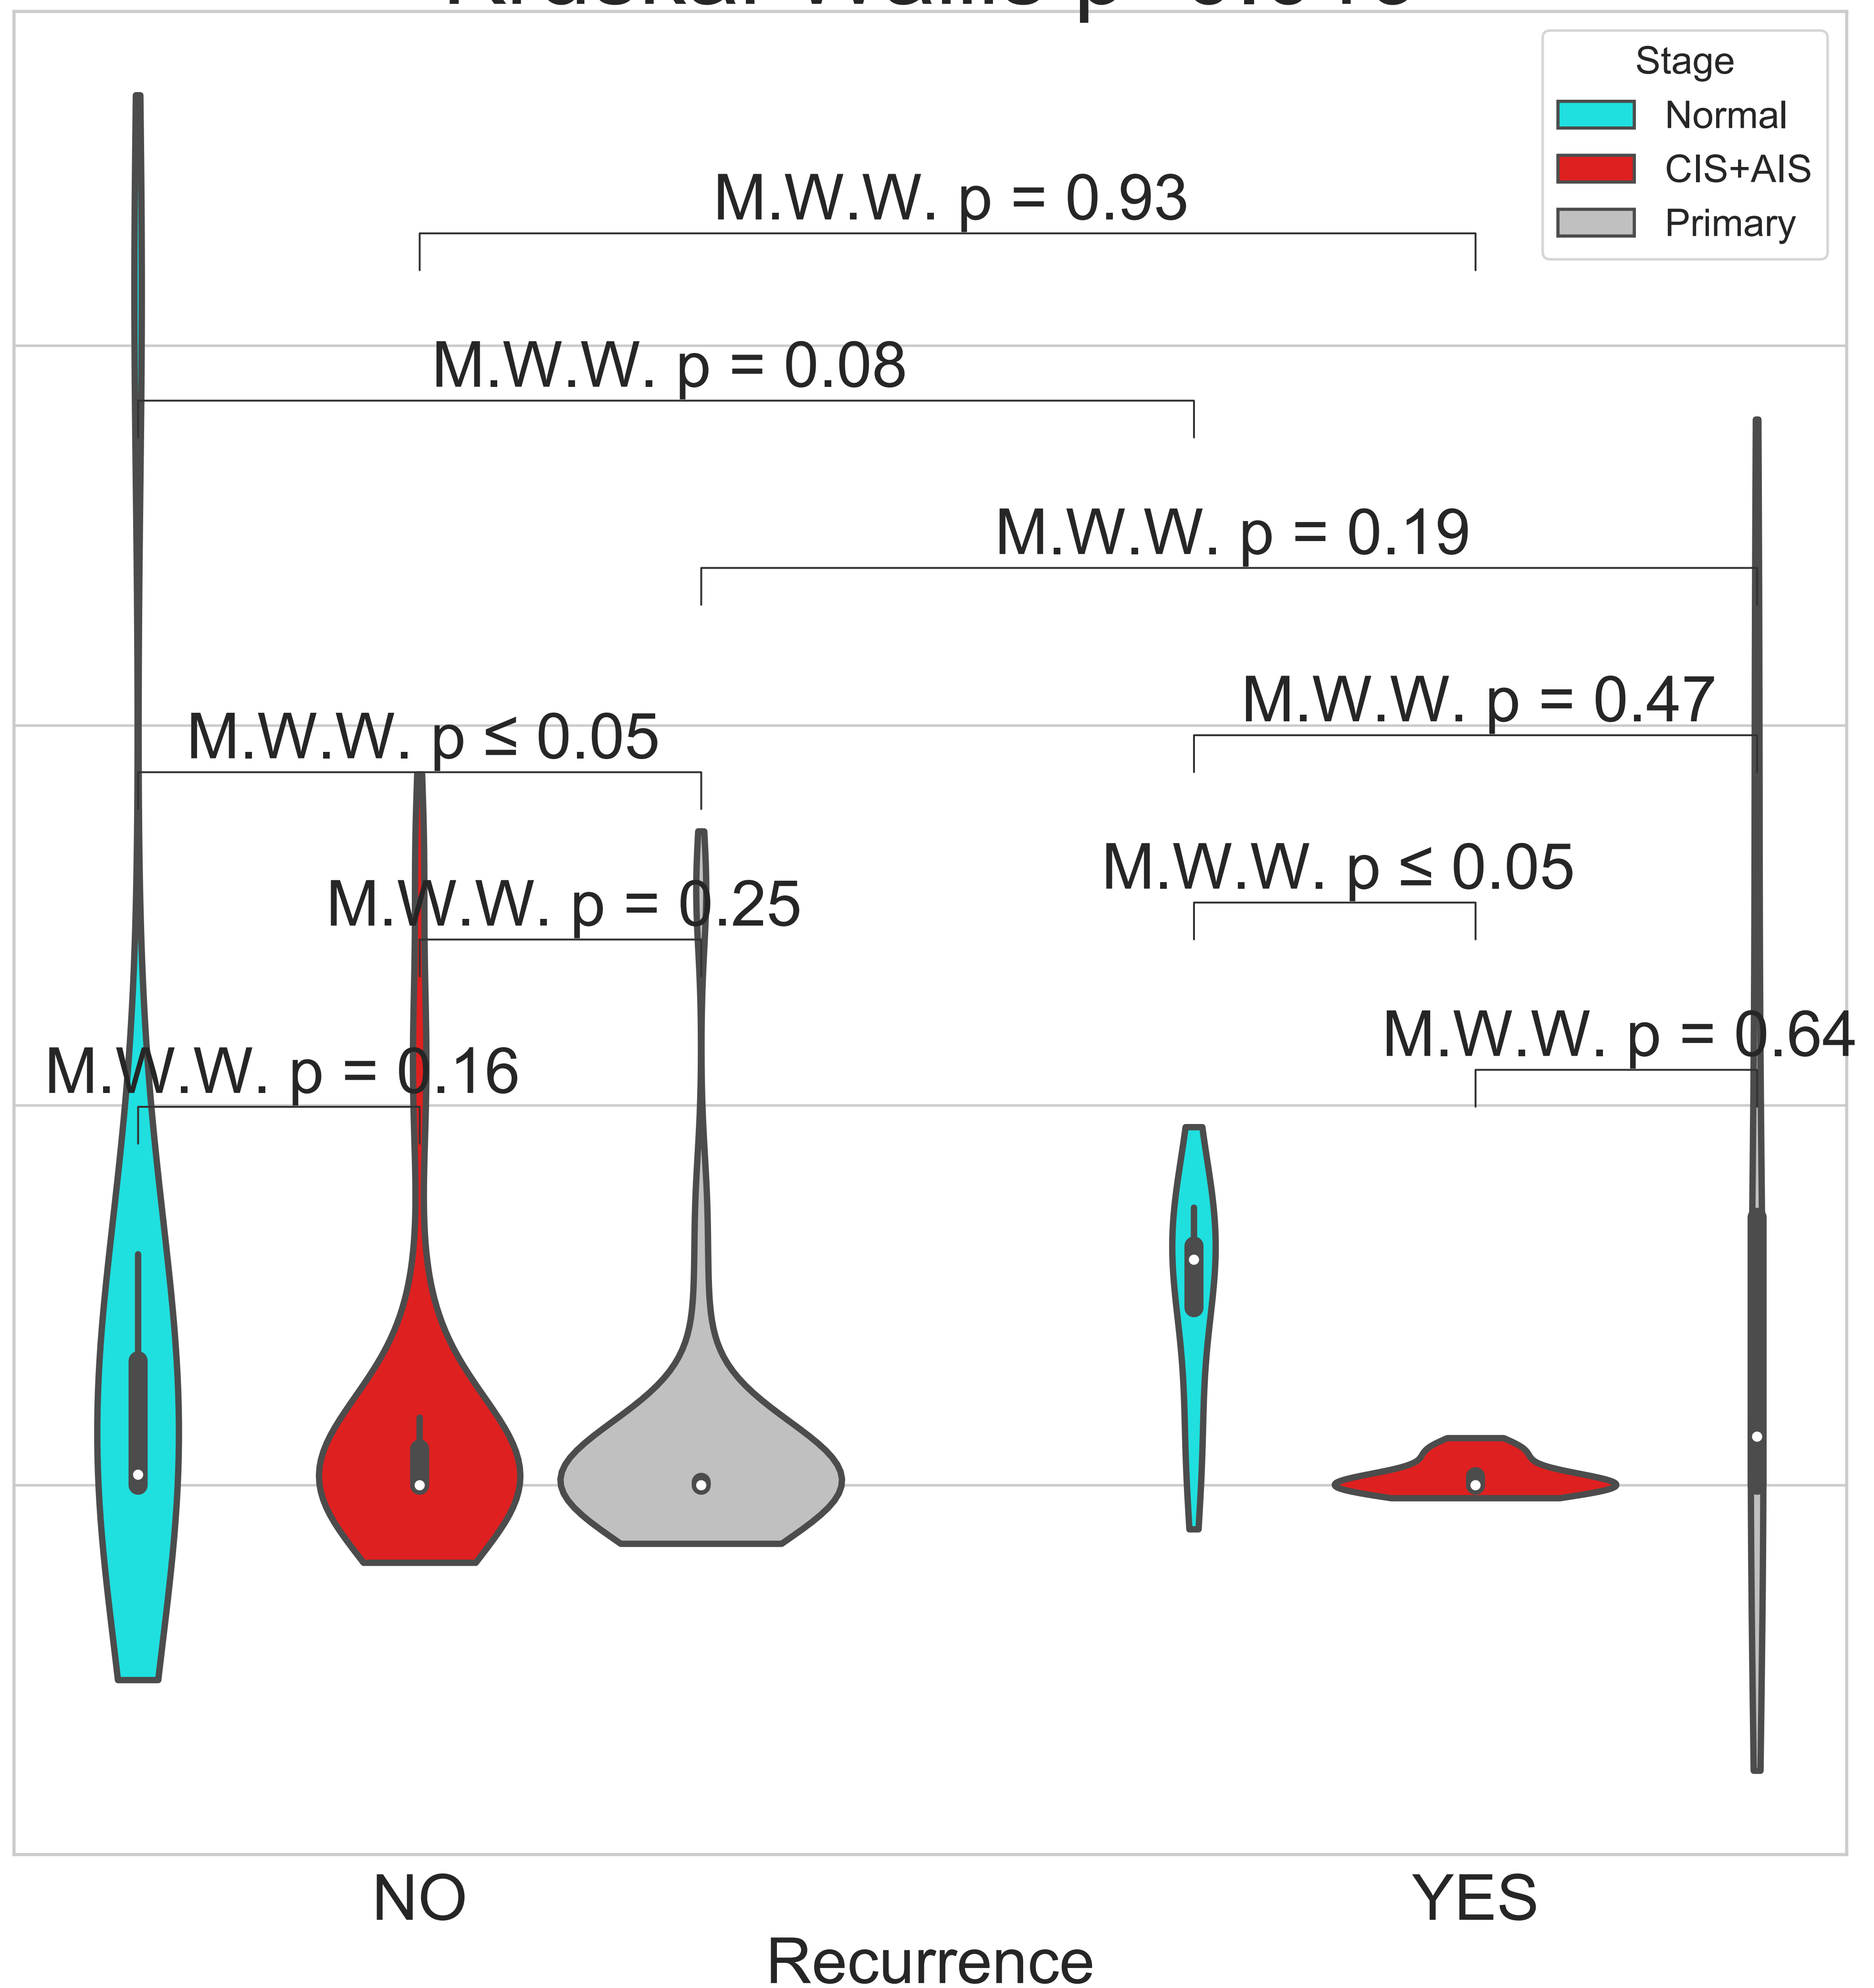 Stage
Normal
CIS+AIS
Primary
M.W.W. p = 0.93
M.W.W. p = 0.08
M.W.W. p = 0.19
M.W.W. p = 0.47
M.W.W. p ≤ 0.05
M.W.W. p ≤ 0.05
M.W.W. p = 0.25
M.W.W. p = 0.64
M.W.W. p = 0.16
NO
YES
Recurrence